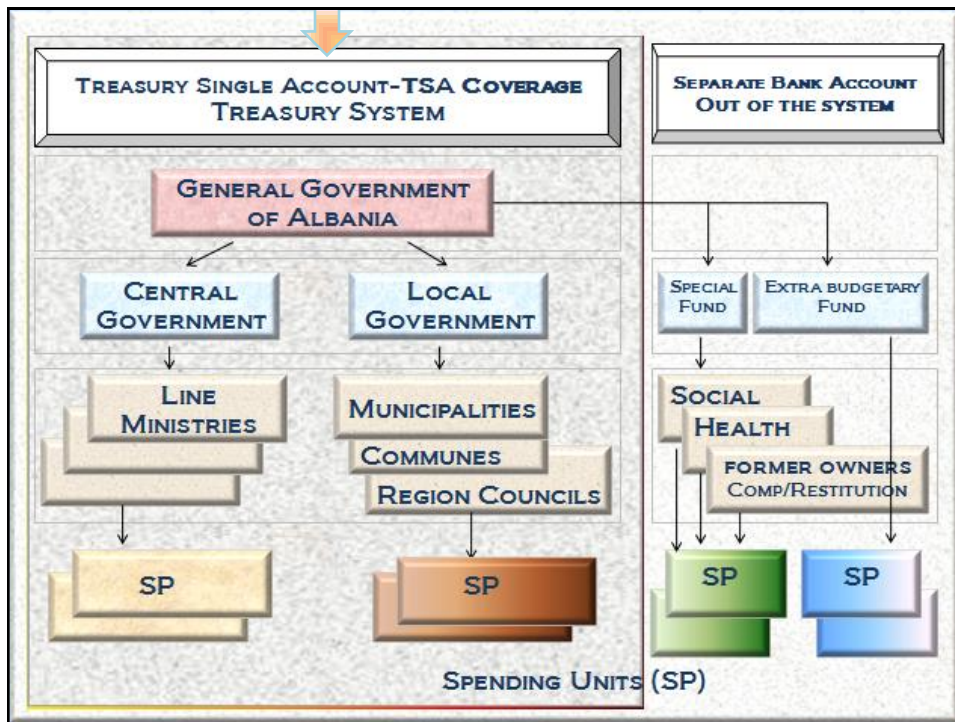 Treasury Single Account-TSA Coverage
Treasury System
Separate Bank Account
Out of the system
General Government
of Albania
Central
Government
Local
Government
Special
Fund
Extra budgetary
Fund
Line
Ministries
Municipalities
Communes
Region Councils
Social
Health
former owners
Comp/Restitution
SP
SP
SP
SP
Spending Units (SP)